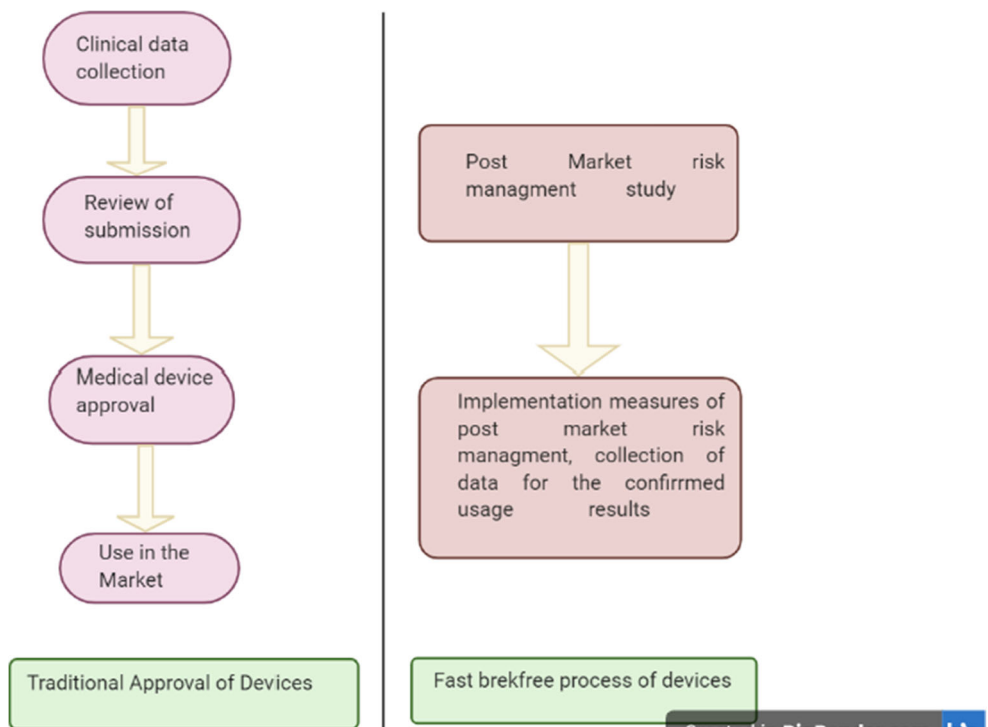 Clinical data
collection
Review of
submission
Medical device
approval
Use in the
Market
Traditional Approval of Devices
Post Market risk
managment study
Implementation measures of
post market risk
managment, collection of
data for the confirrmed
usage results
Fast brekfree process of devices